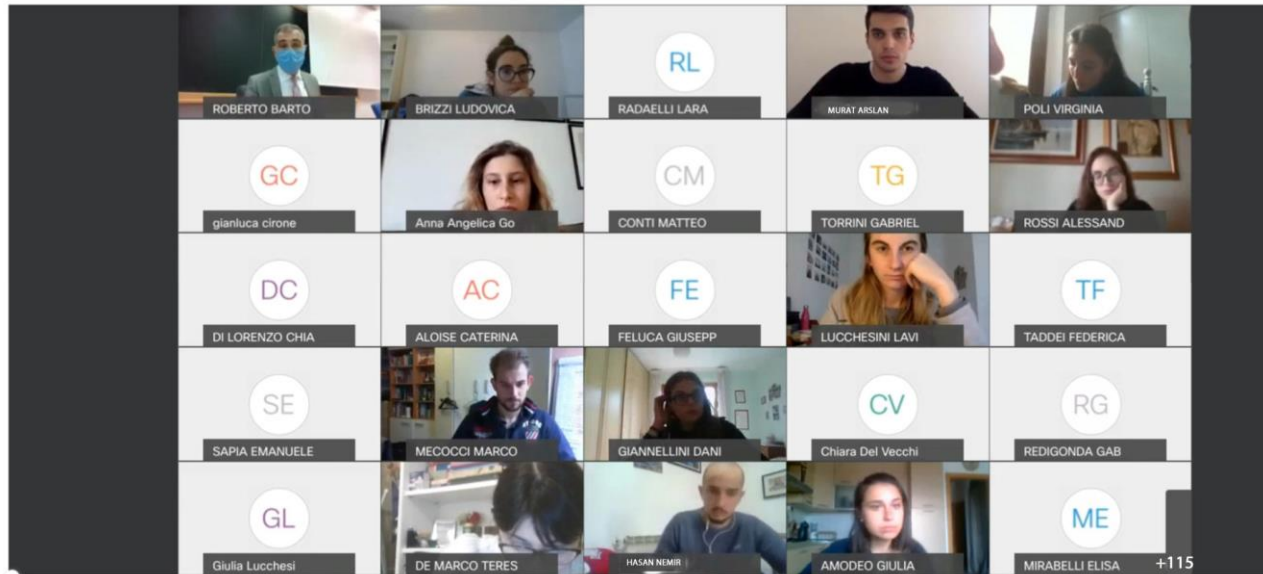 ROBERTO BARTO
BRIZZI LUDOVICA
RL
RADAELLI LARA
MURAT ARSLAN
POLI VIRGINIA
GC
gianluca cirone
Anna Angelica Go
CM
CONTI MATTEO
TG
TORRINI GABRIEL
ROSSI ALESSAND
DC
DI LORENZO CHIA
AC
ALOISE CATERINA
FE
FELUCA GIUSEPP
LUCCHESINI LAVI
TF
TADDEI FEDERICA
SE
SAPIA EMANUELE
MECOCCI MARCO
GIANNELLINI DANI
CV
Chiara Del Vecchi
RG
REDIGONDA GAB
GL
Giulia Lucchesi
DE MARCO TERES
HASAN NEMIR
AMODEO GIULIA
ME
MIRABELLI ELISA
+115